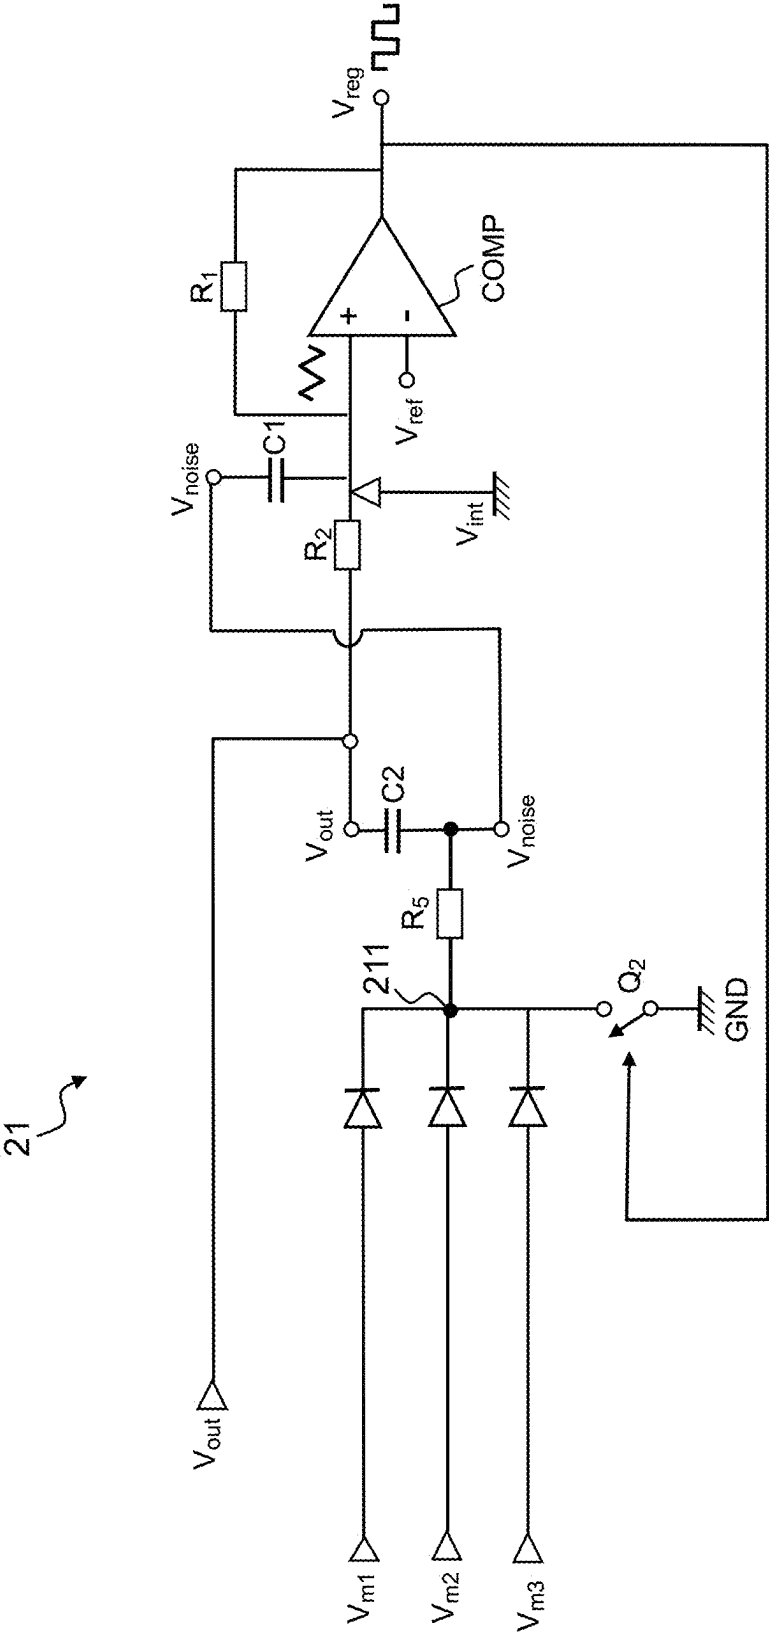 21
Vout
Vm1
Vm2
Vm3
211
R5
Q2
GND
Vout
C2
Vnoise
Vnoise
C1
R2
Vint
R1
Vref
+
-
COMP
Vreg